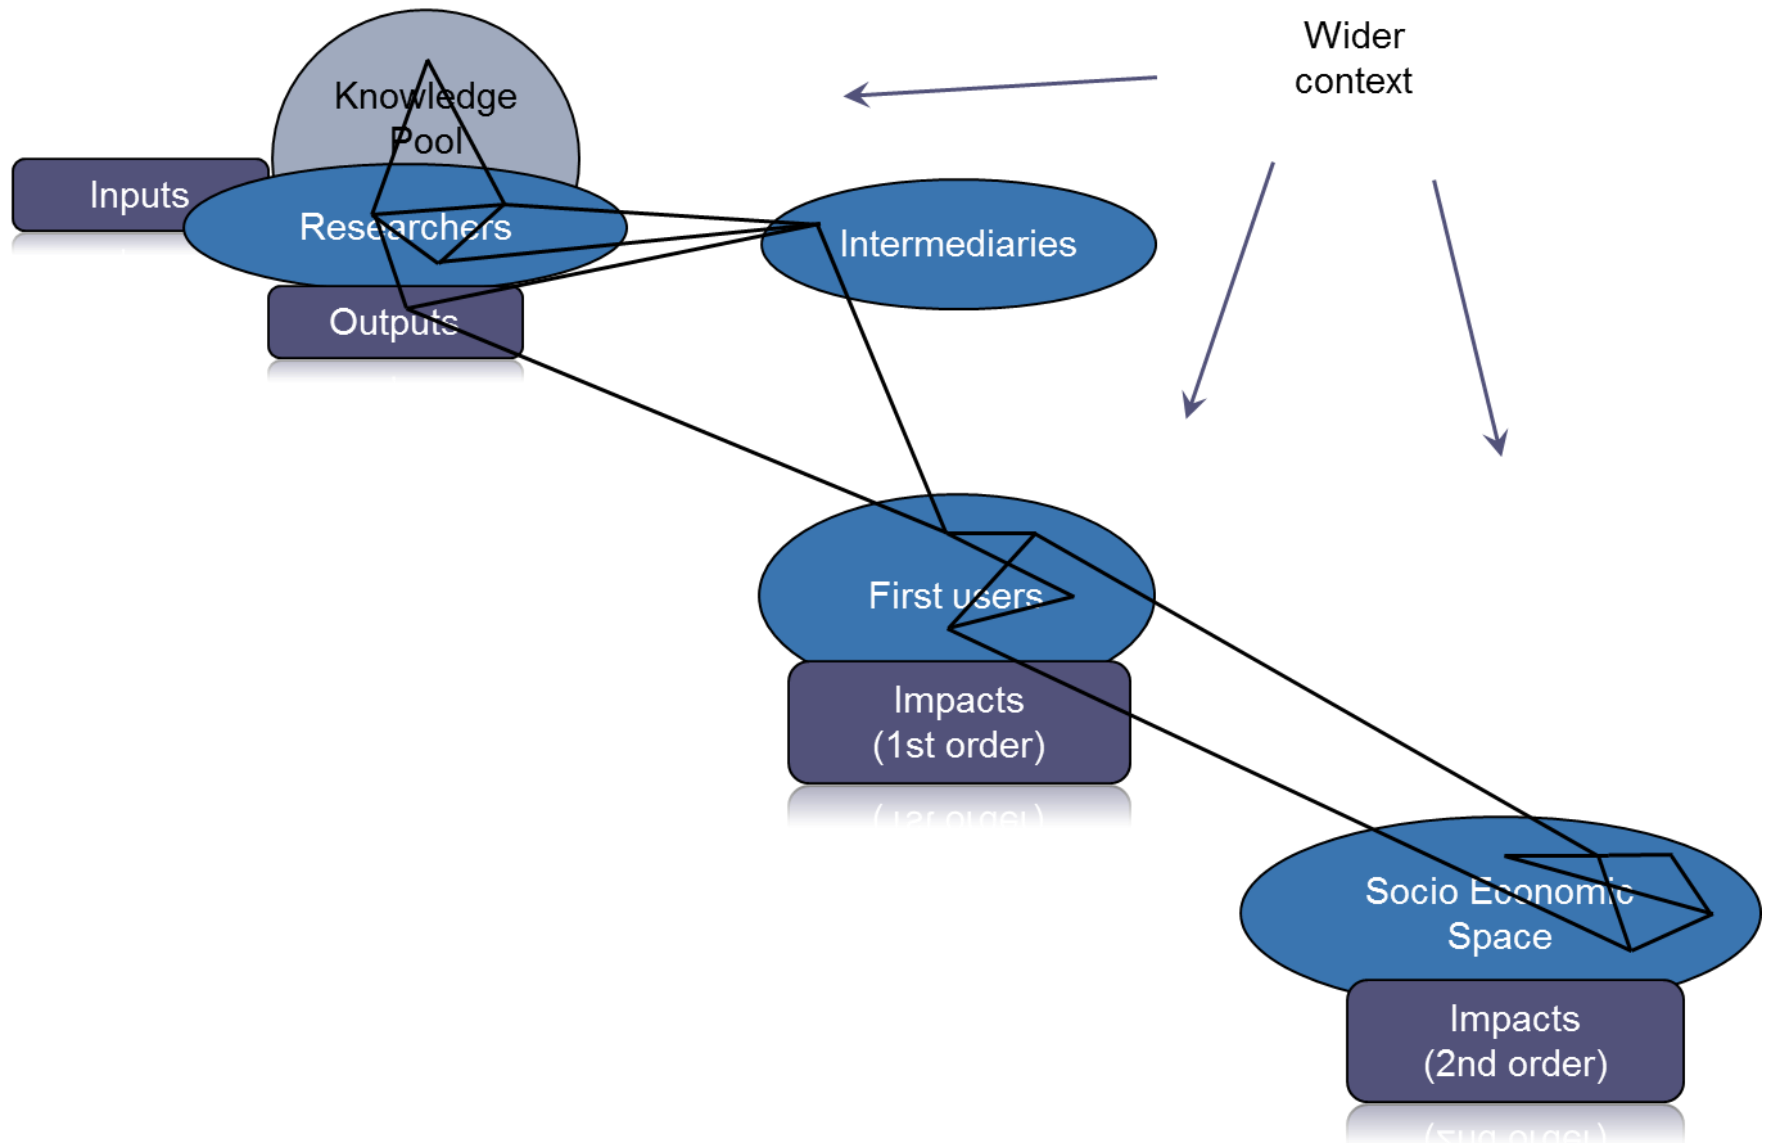 Wider
context
Knowledge
Pool
Inputs
Researchers
Intermediaries
Outputs
First users
Impacts
(1st order)
Socio Economic
Space
Impacts
(2nd order)